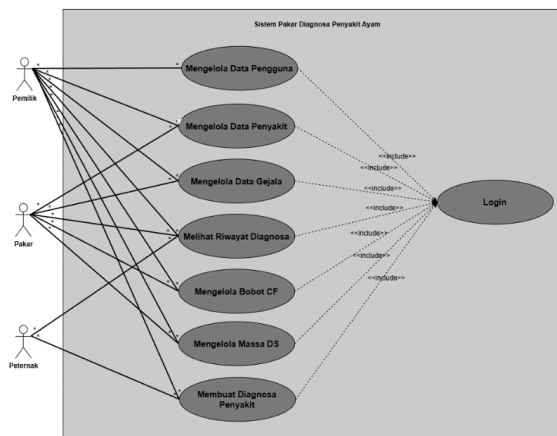 Sistem Pakar Diagnosa Penyakit Ayam
Mengelola Data Pengguna
Pemilik
Mengelola Data Penyakit
<<include>>
<<include>>
Mengelola Data Gejala
<<include>>
Login
Pakar
<<include>>
Melihat Riwayat Diagnosa
<<include>>
<<include>>
Mengelola Bobot CF
<<include>>
Mengelola Massa DS
Peternak
Membuat Diagnosa
Penyakit